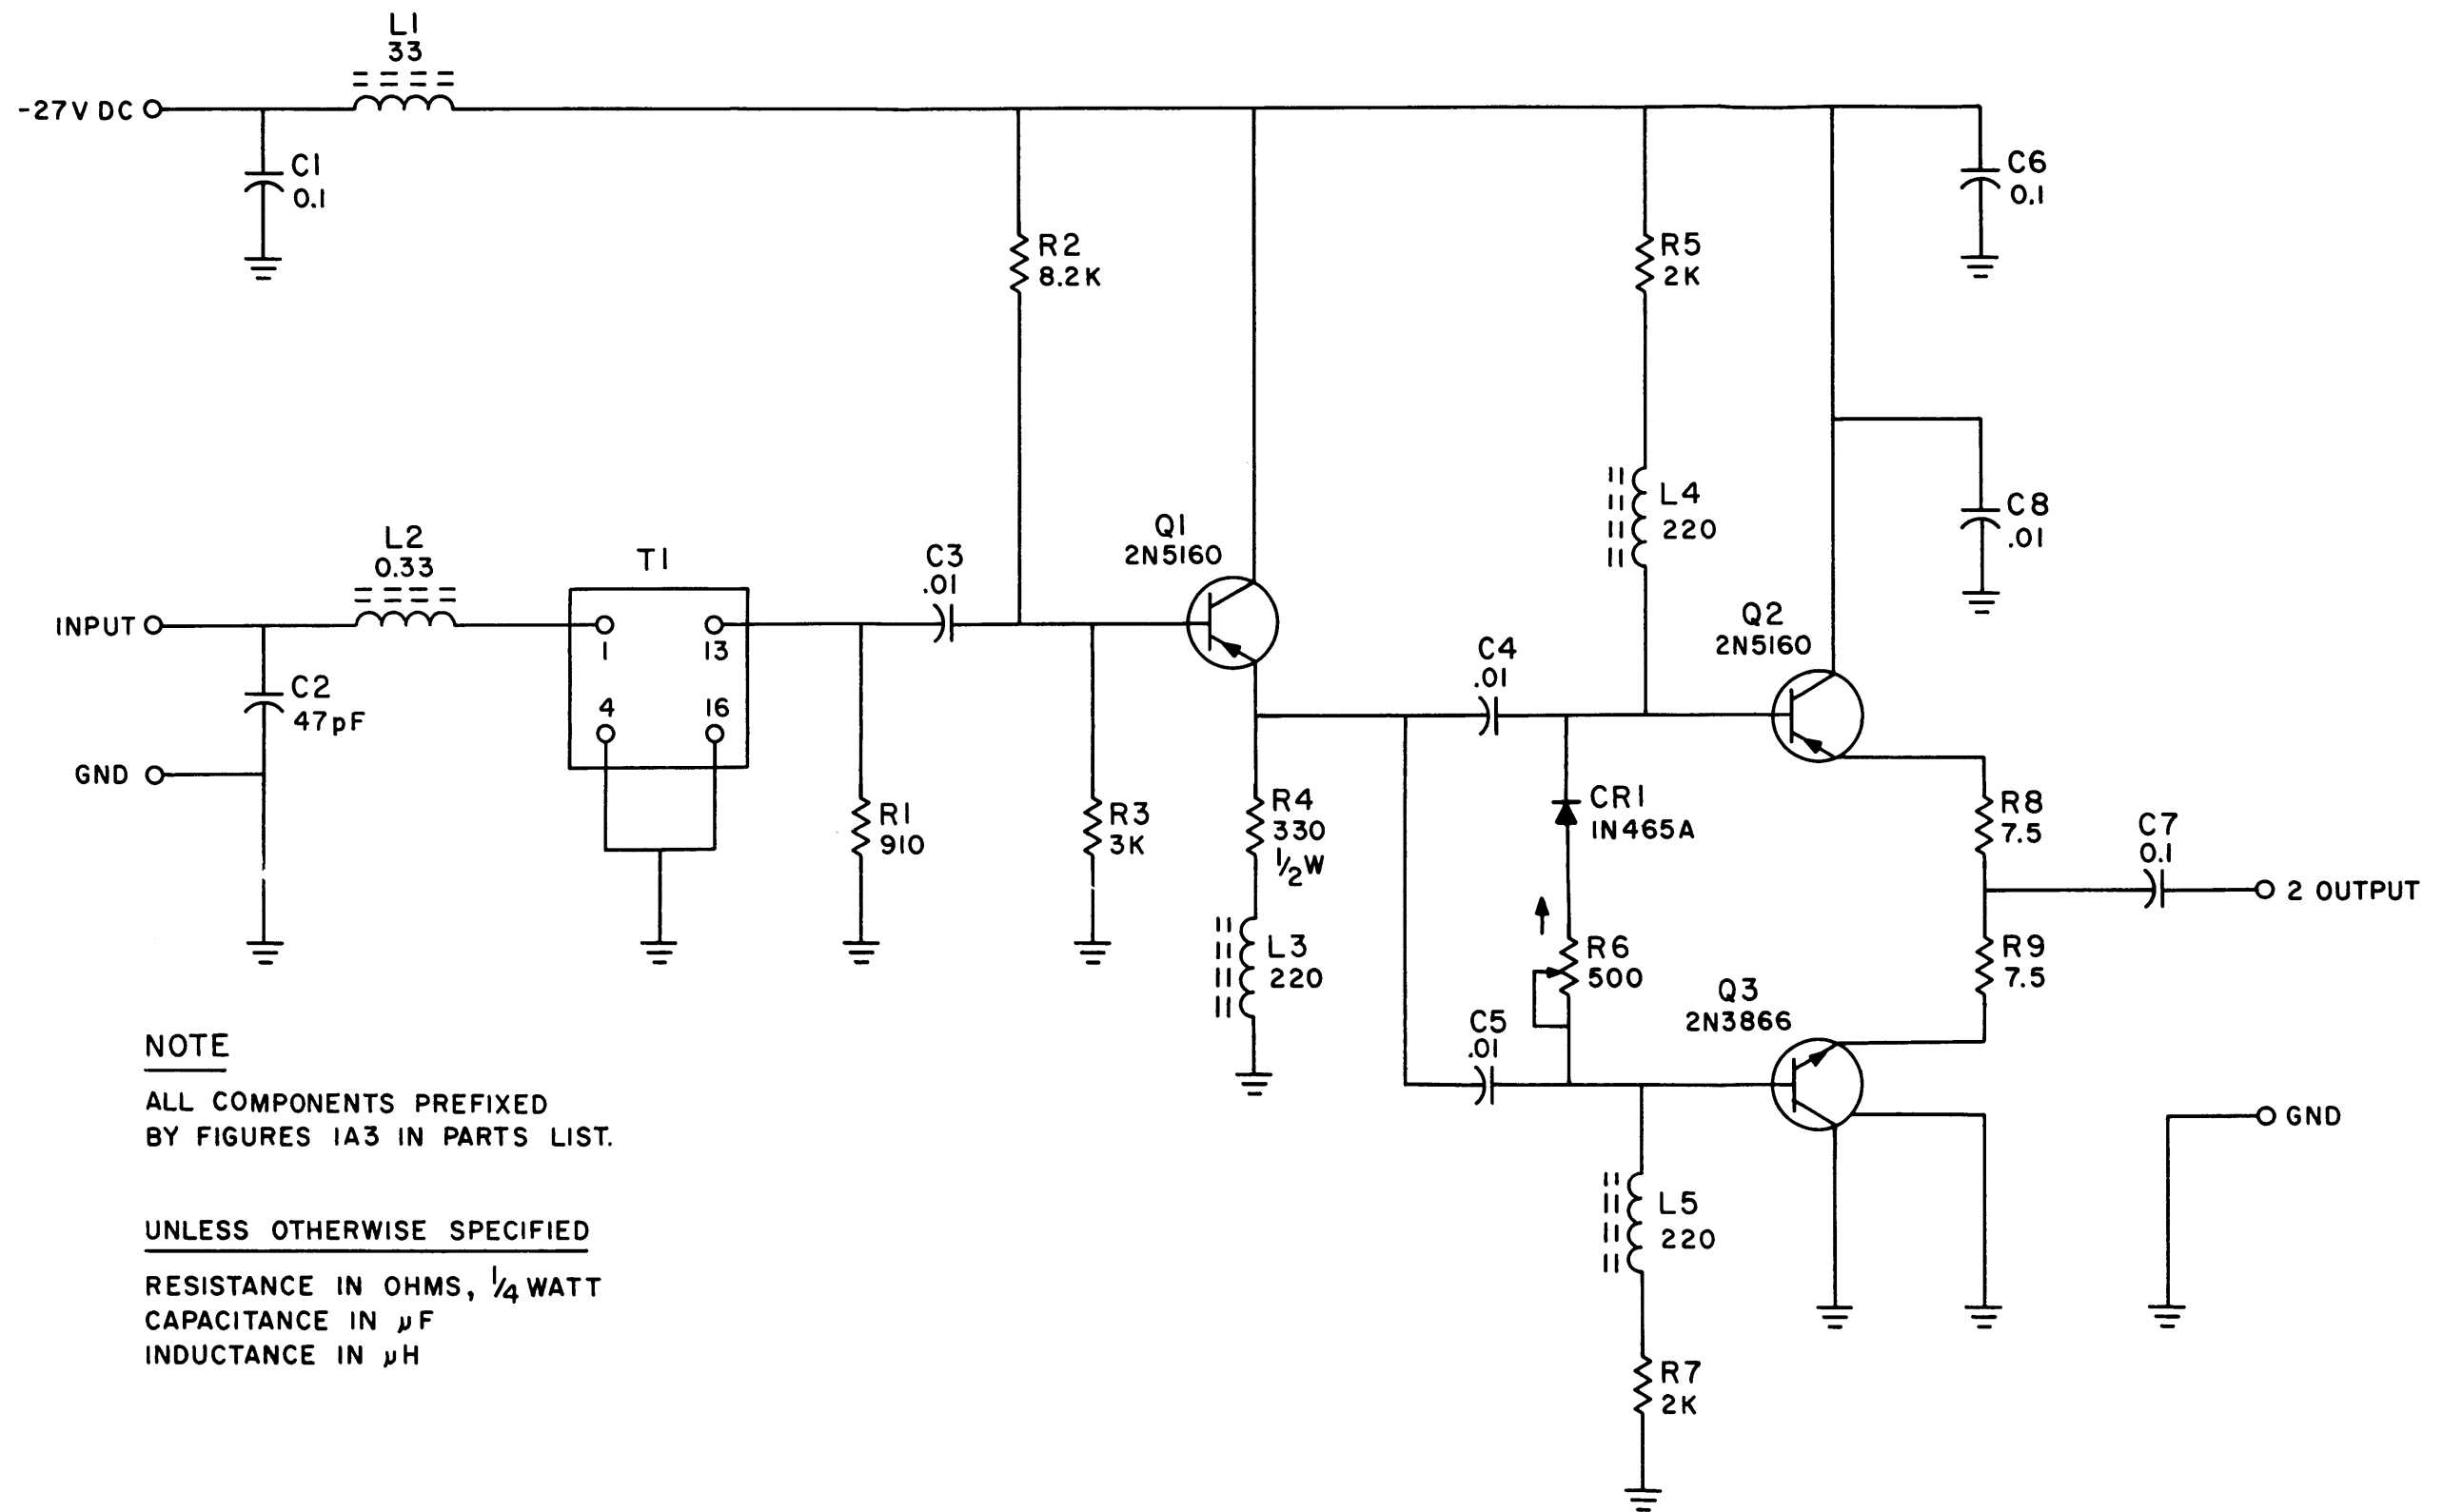 L1
33
-27V DC
C1
0.1
C6
0.1
R2
8.2K
R5
2K
L4
220
C8
.01
L2
0.33
T1
C3
.01
Q1
2N5160
INPUT
1
13
4
16
C2
47pF
GND
Q2
2N5160
C4
.01
R1
910
R3
3K
R4
330
1/2W
CR1
1N465A
R8
7.5
C7
0.1
2 OUTPUT
L3
220
R6
500
R9
7.5
Q3
2N3866
C5
.01
GND
L5
220
R7
2K
NOTE
ALL COMPONENTS PREFIXED
BY FIGURES 1A3 IN PARTS LIST.
UNLESS OTHERWISE SPECIFIED
RESISTANCE IN OHMS, 1/4 WATT
CAPACITANCE IN µF
INDUCTANCE IN µH